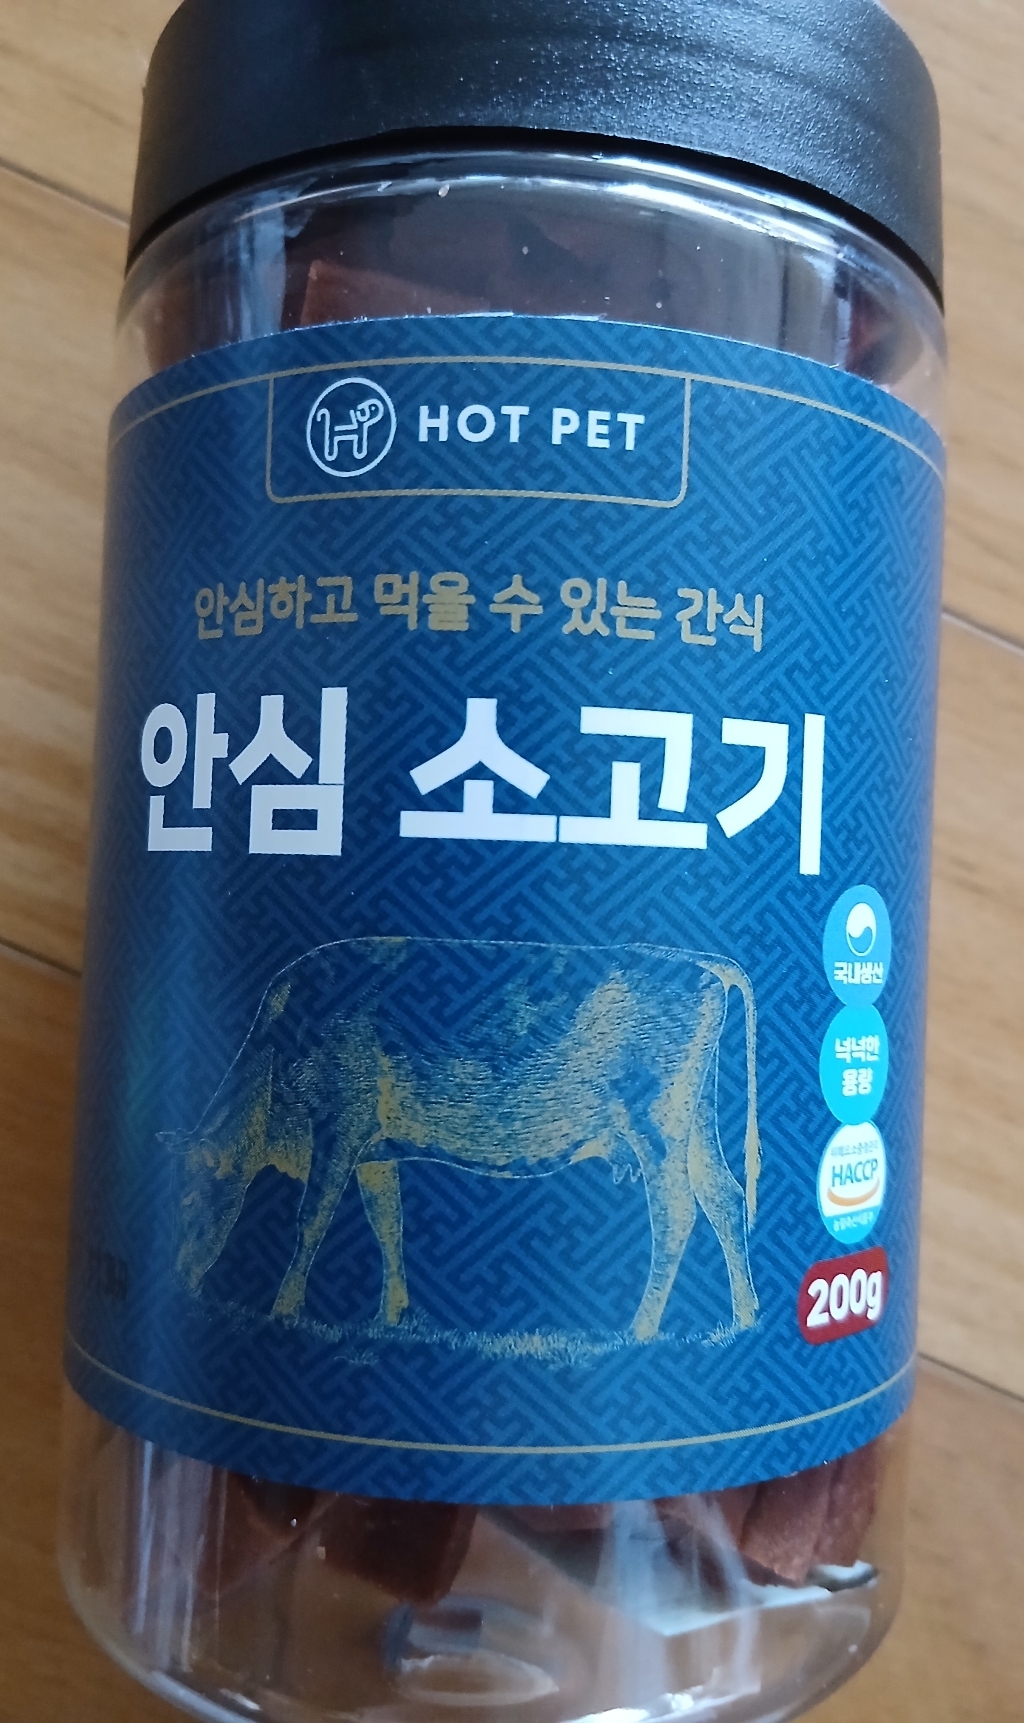 HOT PET
안심하고 먹을 수 있는 간식
안심 소고기
국내생산
넉넉한
용량
HACCP
200g